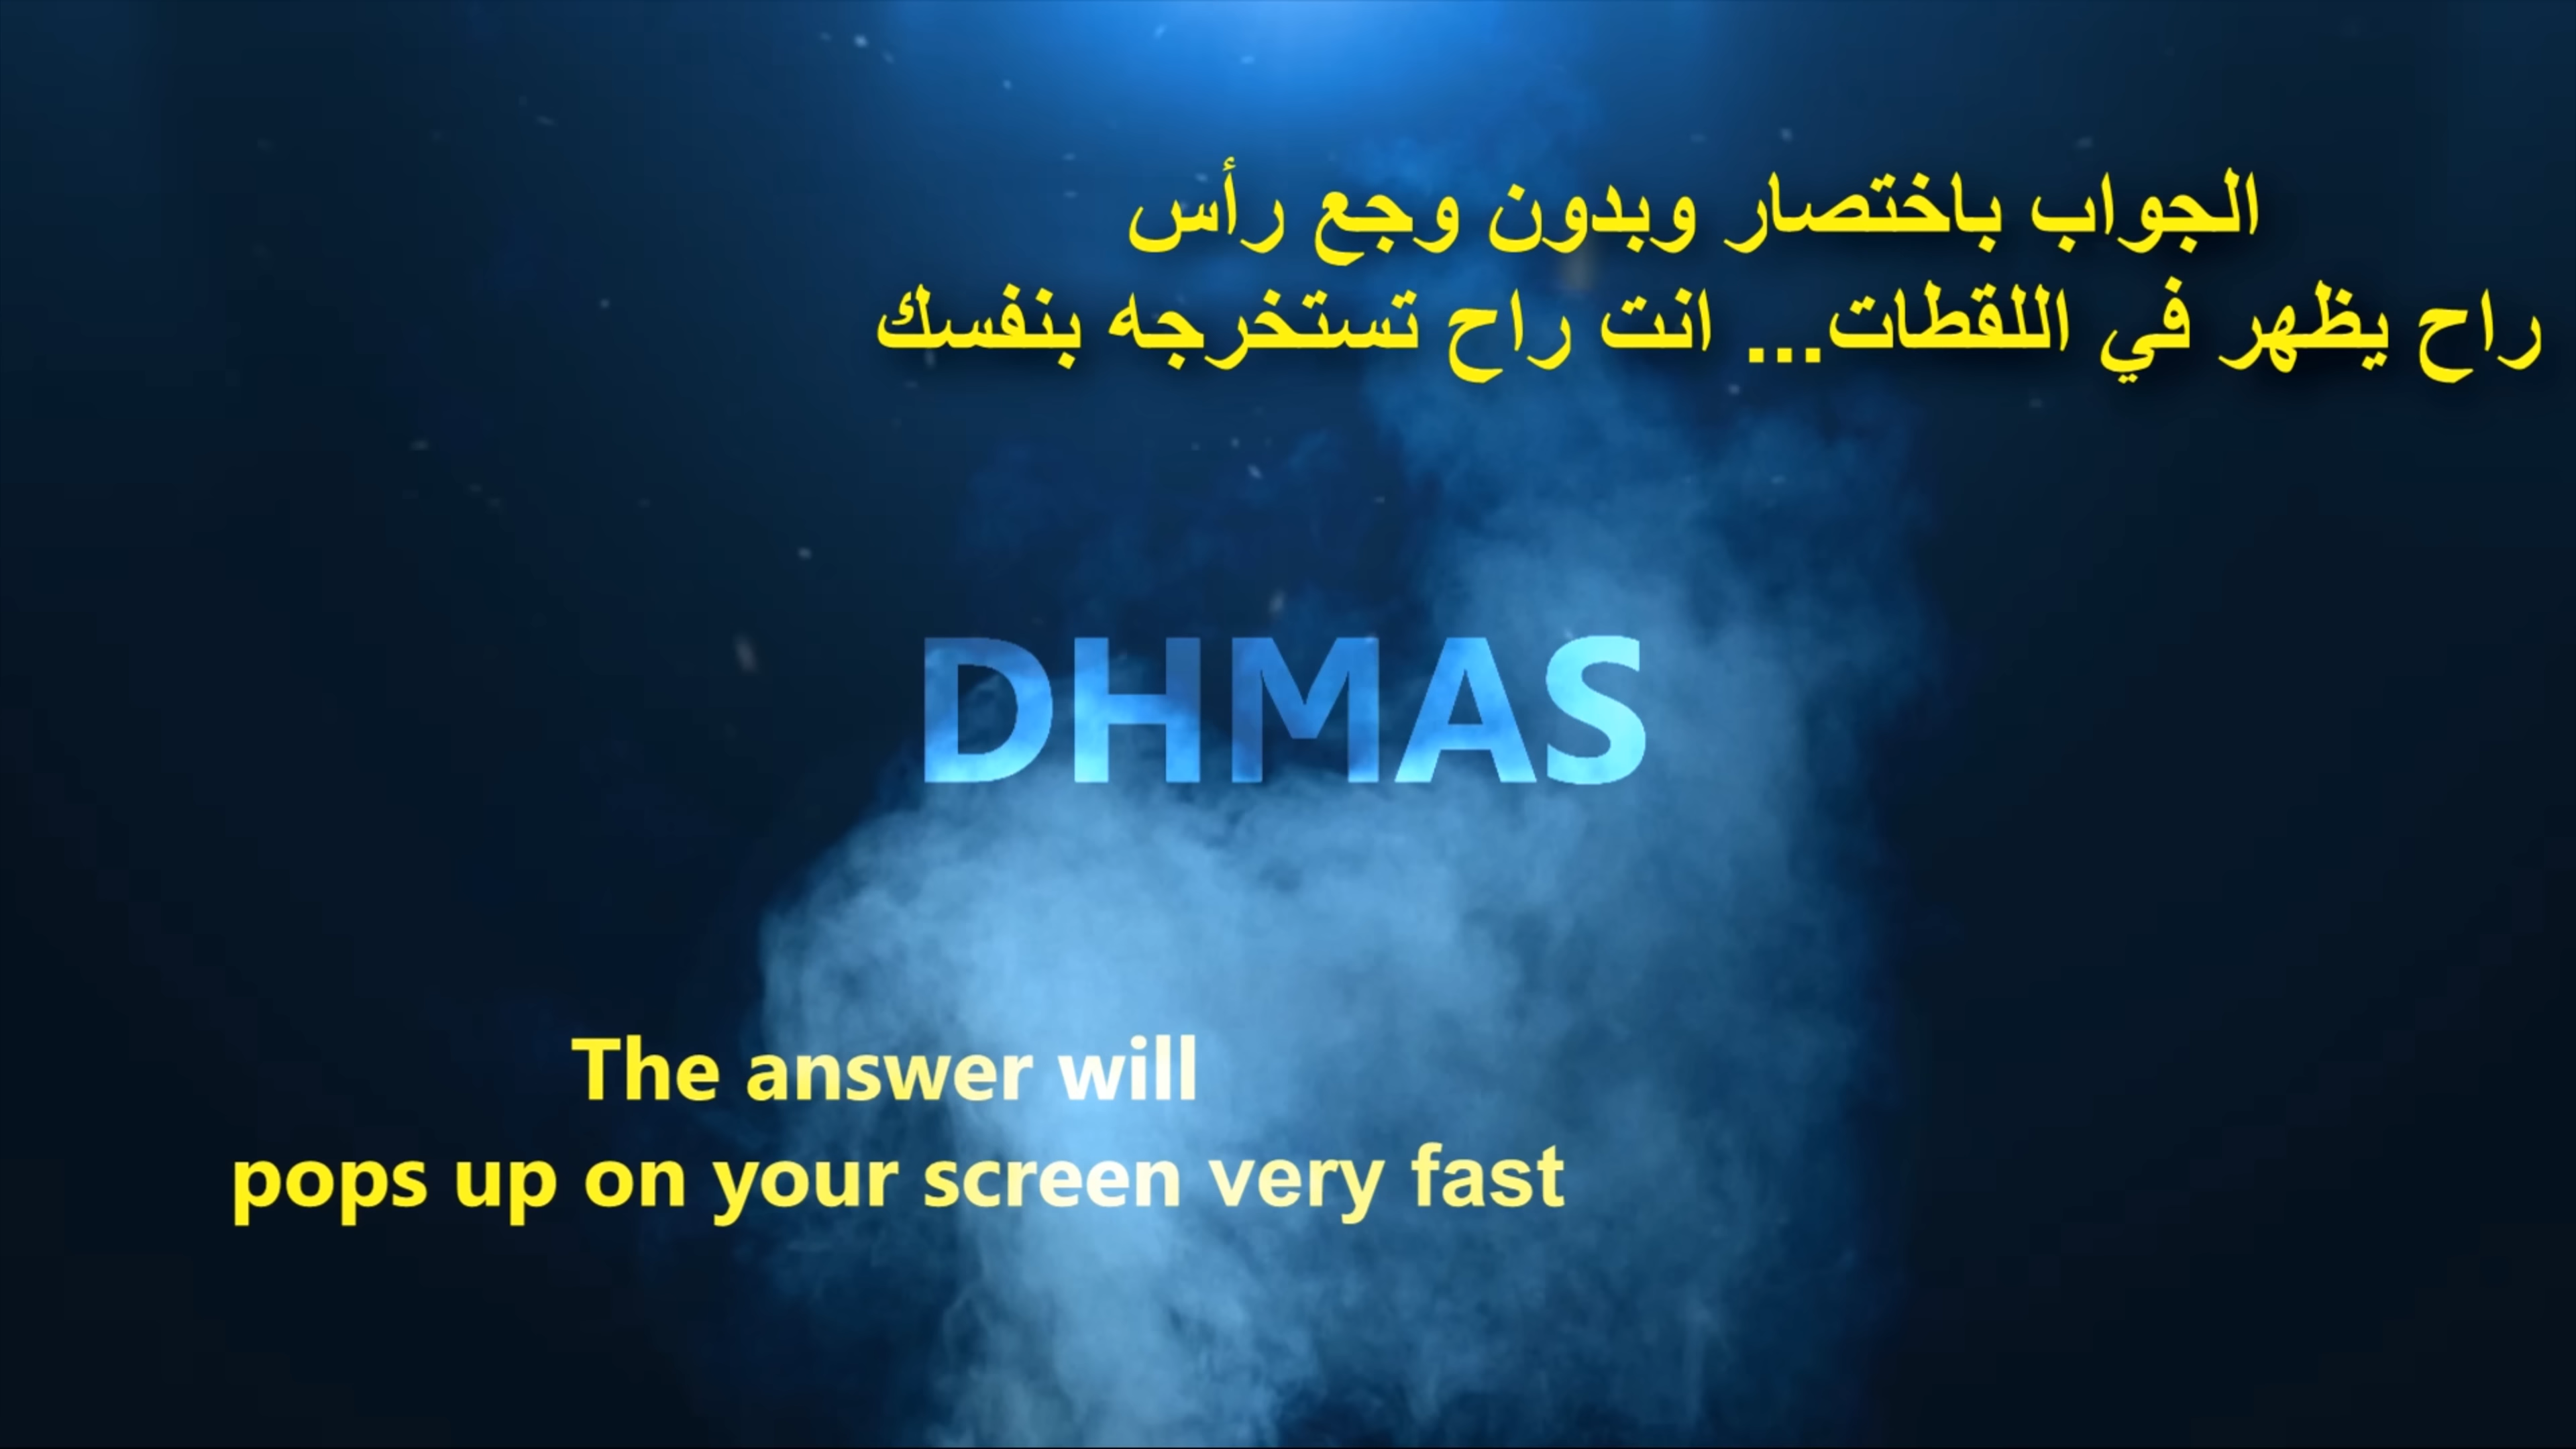 الجواب باختصار وبدون وجع رأس
راح يظهر في اللقطات... انت راح تستخرجه بنفسك
DHMAS
The answer will
pops up on your screen very fast